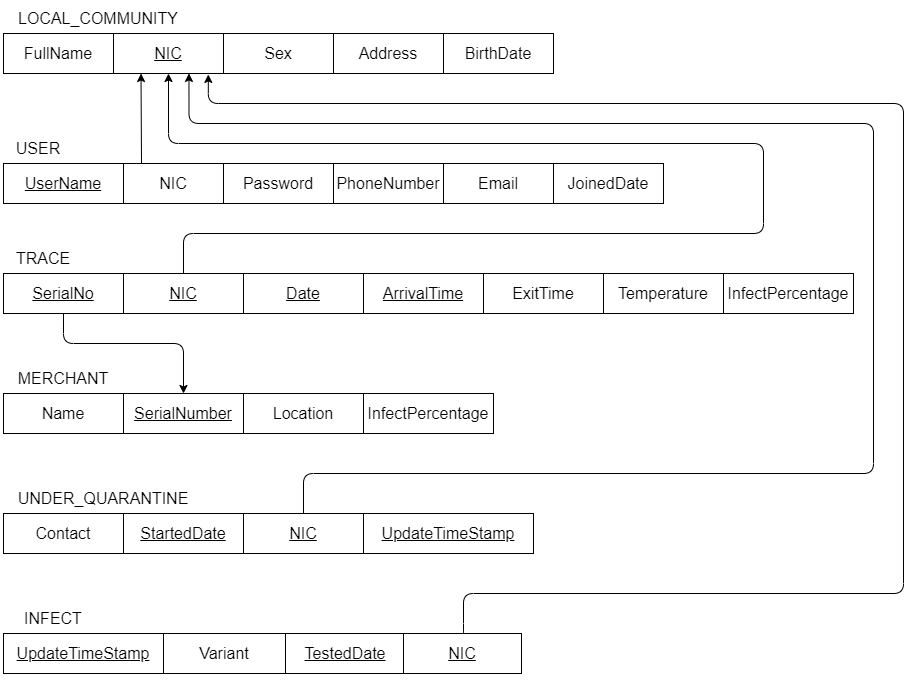 LOCAL_COMMUNITY
FullName NIC Sex Address BirthDate
USER
UserName NIC Password PhoneNumber Email JoinedDate
TRACE
SerialNo NIC Date ArrivalTime ExitTime Temperature InfectPercentage
MERCHANT
Name SerialNumber Location InfectPercentage
UNDER_QUARANTINE
Contact StartedDate NIC UpdateTimeStamp
INFECT
UpdateTimeStamp Variant TestedDate NIC